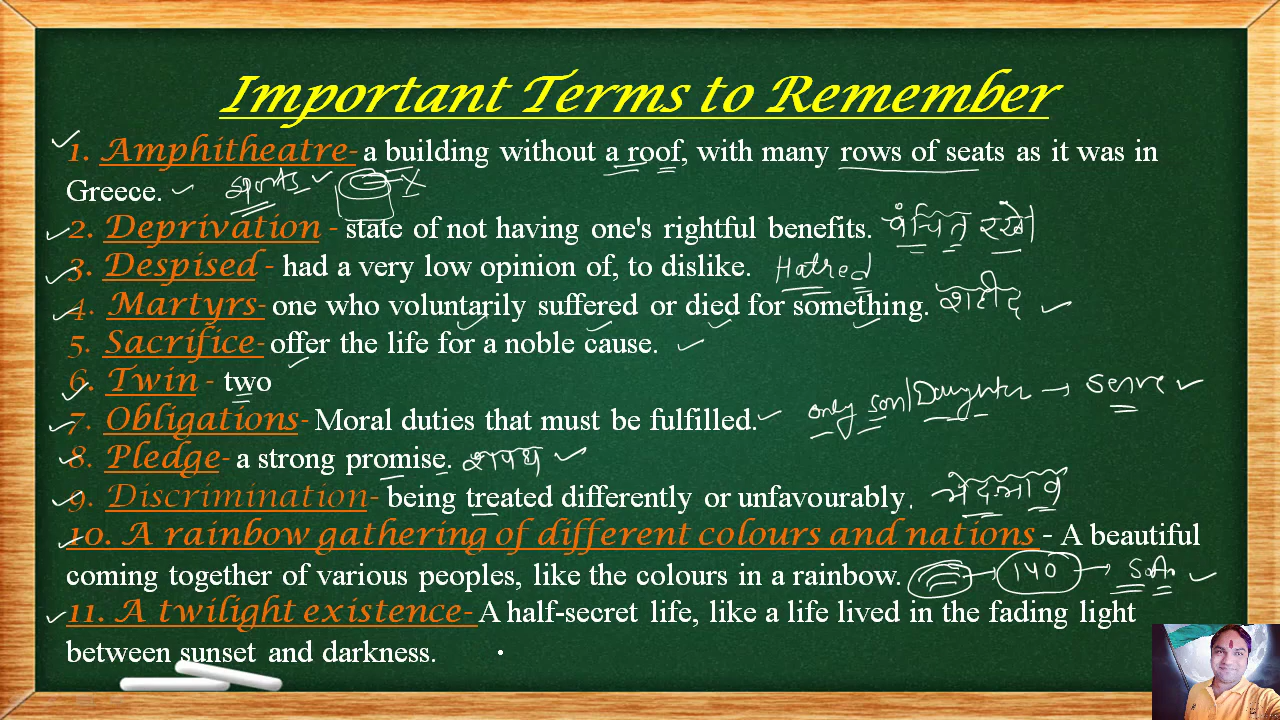 Important Terms to Remember
1. Amphitheatre- a building without a roof, with many rows of seats as it was in
Greece. sports X
2. Deprivation - state of not having one's rightful benefits. वंचित रखे
3. Despised - had a very low opinion of, to dislike. Hatred
4. Martyrs- one who voluntarily suffered or died for something. शहीद
5. Sacrifice- offer the life for a noble cause.
6. Twin - two
7. Obligations- Moral duties that must be fulfilled. only son/Daughter → serve
8. Pledge- a strong promise. शपथ
9. Discrimination- being treated differently or unfavourably. भेदभाव
10. A rainbow gathering of different colours and nations - A beautiful
coming together of various peoples, like the colours in a rainbow. 140
11. A twilight existence- A half-secret life, like a life lived in the fading light
between sunset and darkness.